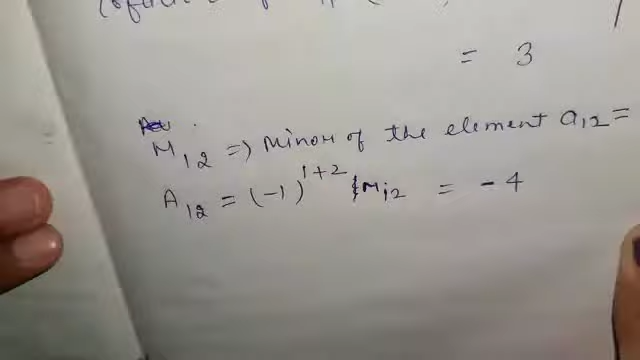 = 3
M12 => Minor of the element a12 =
A12 = (-1)^1+2 M12 = -4